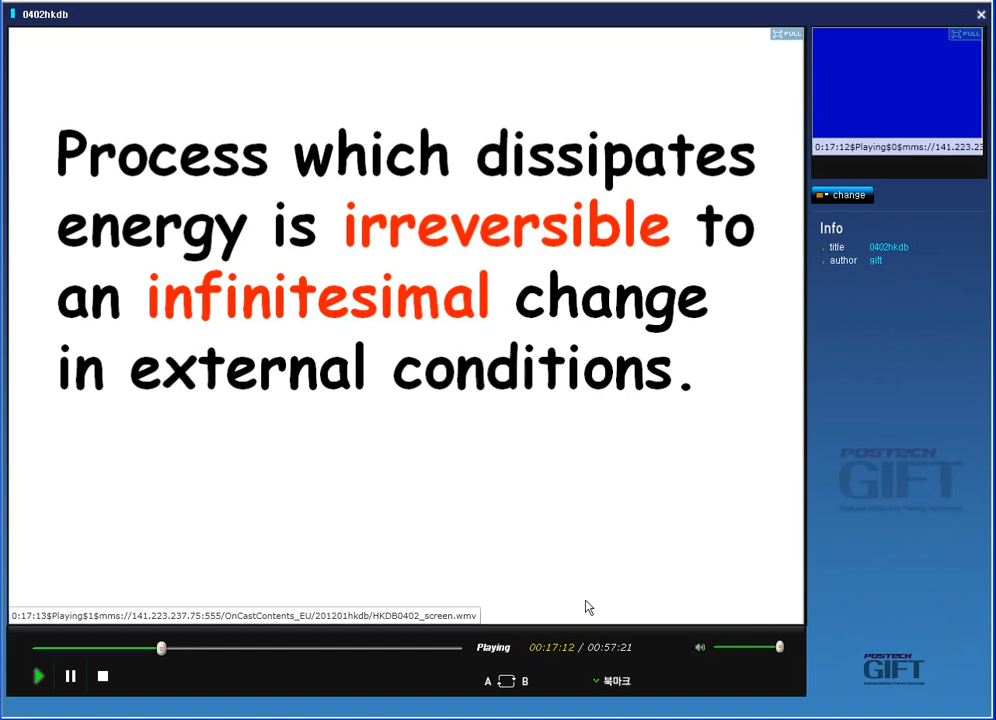 0402hkdb
FULL
FULL
Process which dissipates
energy is irreversible to
an infinitesimal change
in external conditions.
0:17:12$Playing$0$mms://141.223.23
change
Info
title 0402hkdb
author gift
POSTECH
GIFT
0:17:13$Playing$1$mms://141.223.237.75:555/OnCastContents_EU/201201hkdb/HKDB0402_screen.wmv
Playing 00:17:12 / 00:57:21
A B 북마크
POSTECH
GIFT